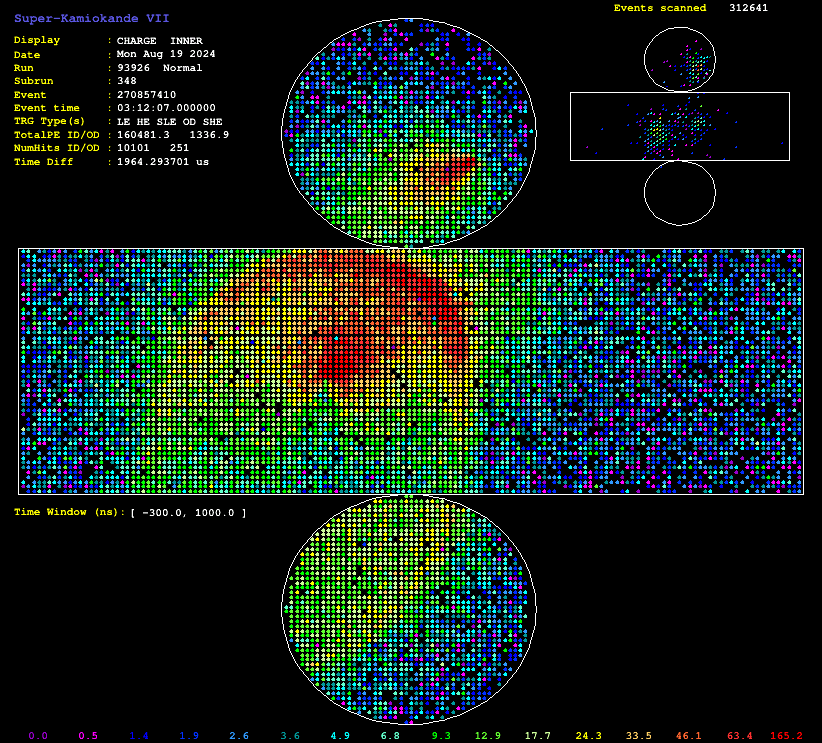 Super-Kamiokande VII
Events scanned 312641
Display : CHARGE INNER
Date : Mon Aug 19 2024
Run : 93926 Normal
Subrun : 348
Event : 270857410
Event time : 03:12:07.000000
TRG Type(s) : LE HE SLE OD SHE
TotalPE ID/OD : 160481.3 1336.9
NumHits ID/OD : 10101 251
Time Diff : 1964.293701 us
Time Window (ns): [ -300.0, 1000.0 ]
0.0 0.5 1.4 1.9 2.6 3.6 4.9 6.8 9.3 12.9 17.7 24.3 33.5 46.1 63.4 165.2